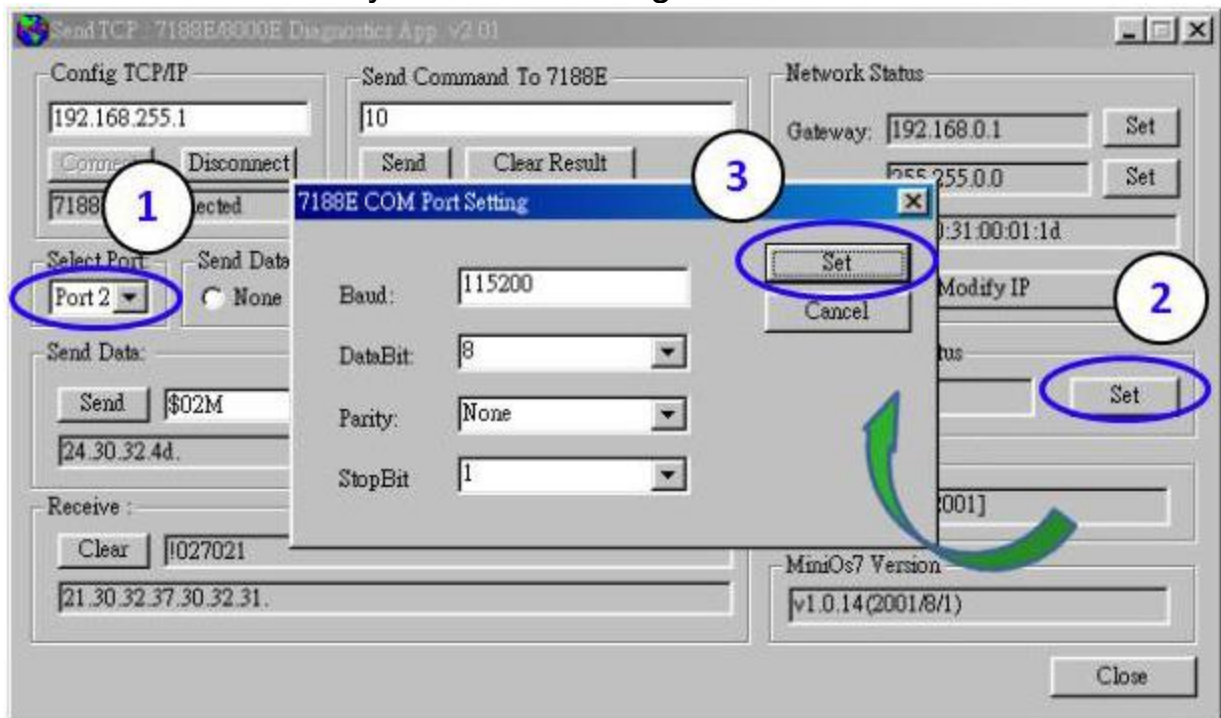 SendTCP : 7188E/8000E Diagnostics App. v2.01
Config TCP/IP
192.168.255.1
Connect Disconnect
7188
ected
1
Send Command To 7188E
10
Send Clear Result
Network Status
Gateway: 192.168.0.1 Set
255.255.0.0 Set
:31:00:01:1d
Modify IP
3
7188E COM Port Setting
Baud: 115200
DataBit: 8
Parity: None
StopBit 1
Set
Cancel
Select Port:
Port 2
Send Data
None
2
tus
Set
Send Data:
Send $02M
24.30.32.4d.
Receive :
Clear !027021
21.30.32.37.30.32.31.
2001]
MiniOs7 Version
v1.0.14(2001/8/1)
Close